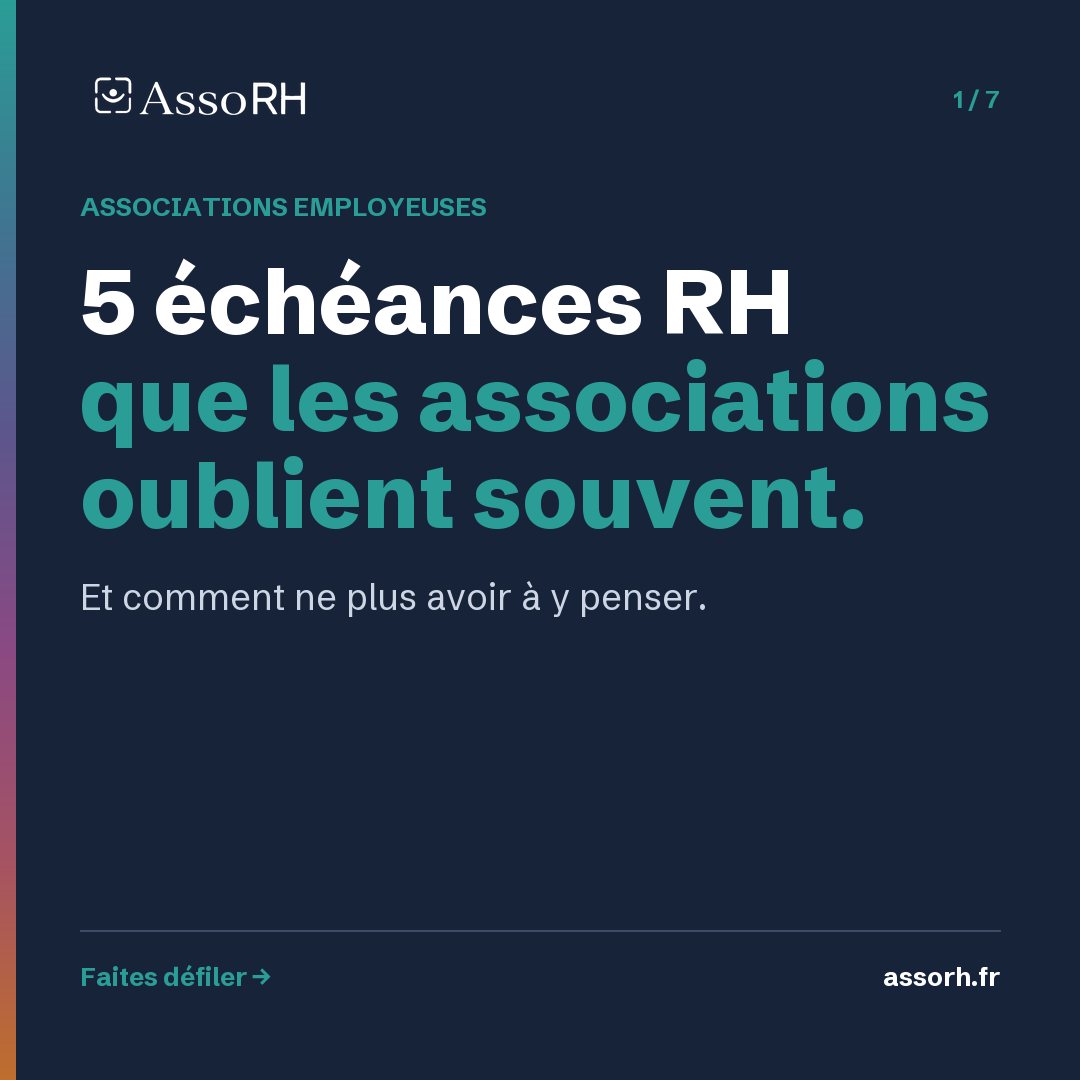 AssoRH
1 / 7
ASSOCIATIONS EMPLOYEUSES
5 échéances RH
que les associations
oublient souvent.
Et comment ne plus avoir à y penser.
Faites défiler →
assorh.fr